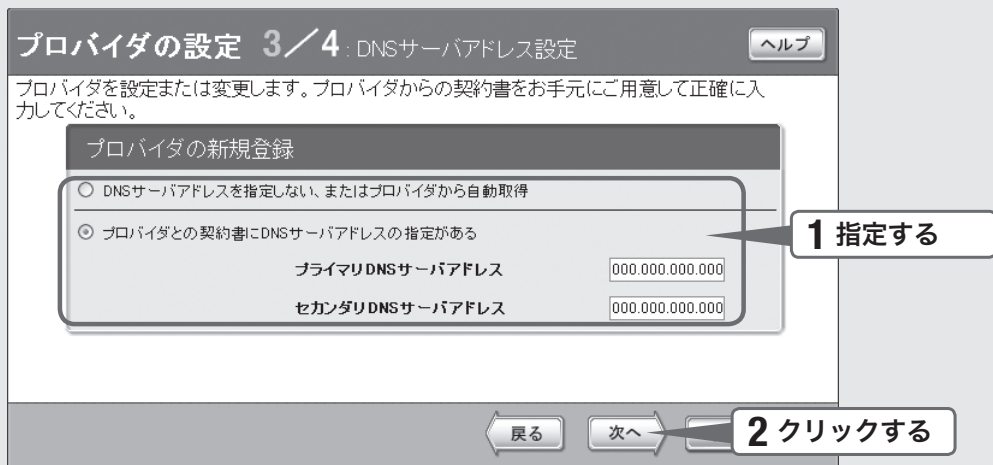 プロバイダの設定 3／4 : DNSサーバアドレス設定
ヘルプ
プロバイダを設定または変更します。プロバイダからの契約書をお手元にご用意して正確に入
力してください。
プロバイダの新規登録
DNSサーバアドレスを指定しない、またはプロバイダから自動取得
プロバイダとの契約書にDNSサーバアドレスの指定がある
1 指定する
プライマリDNSサーバアドレス 000.000.000.000
セカンダリDNSサーバアドレス 000.000.000.000
戻る 次へ
2 クリックする